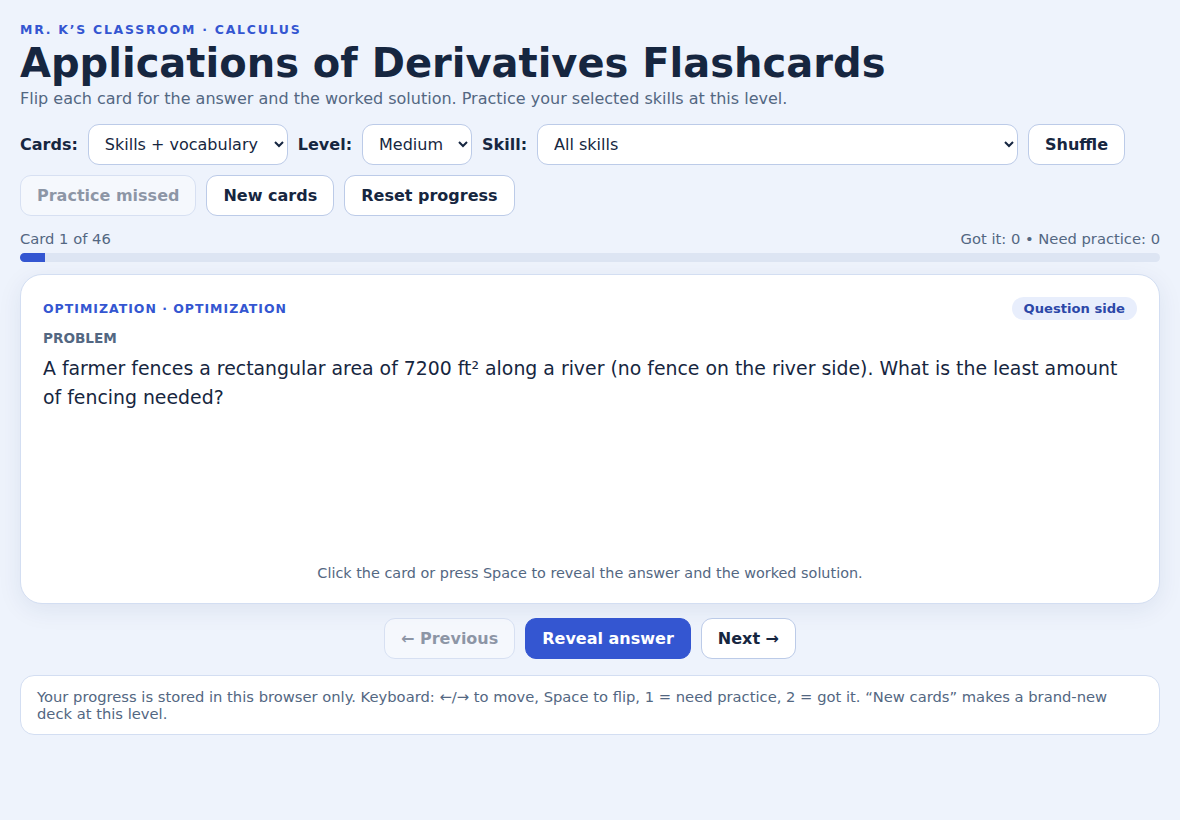 MR. K’S CLASSROOM · CALCULUS
Applications of Derivatives Flashcards
Flip each card for the answer and the worked solution. Practice your selected skills at this level.
Cards: Skills + vocabulary Level: Medium Skill: All skills Shuffle
Practice missed New cards Reset progress
Card 1 of 46 Got it: 0 • Need practice: 0
OPTIMIZATION · OPTIMIZATION Question side
PROBLEM
A farmer fences a rectangular area of 7200 ft² along a river (no fence on the river side). What is the least amount
of fencing needed?
Click the card or press Space to reveal the answer and the worked solution.
← Previous Reveal answer Next →
Your progress is stored in this browser only. Keyboard: ←/→ to move, Space to flip, 1 = need practice, 2 = got it. “New cards” makes a brand-new
deck at this level.